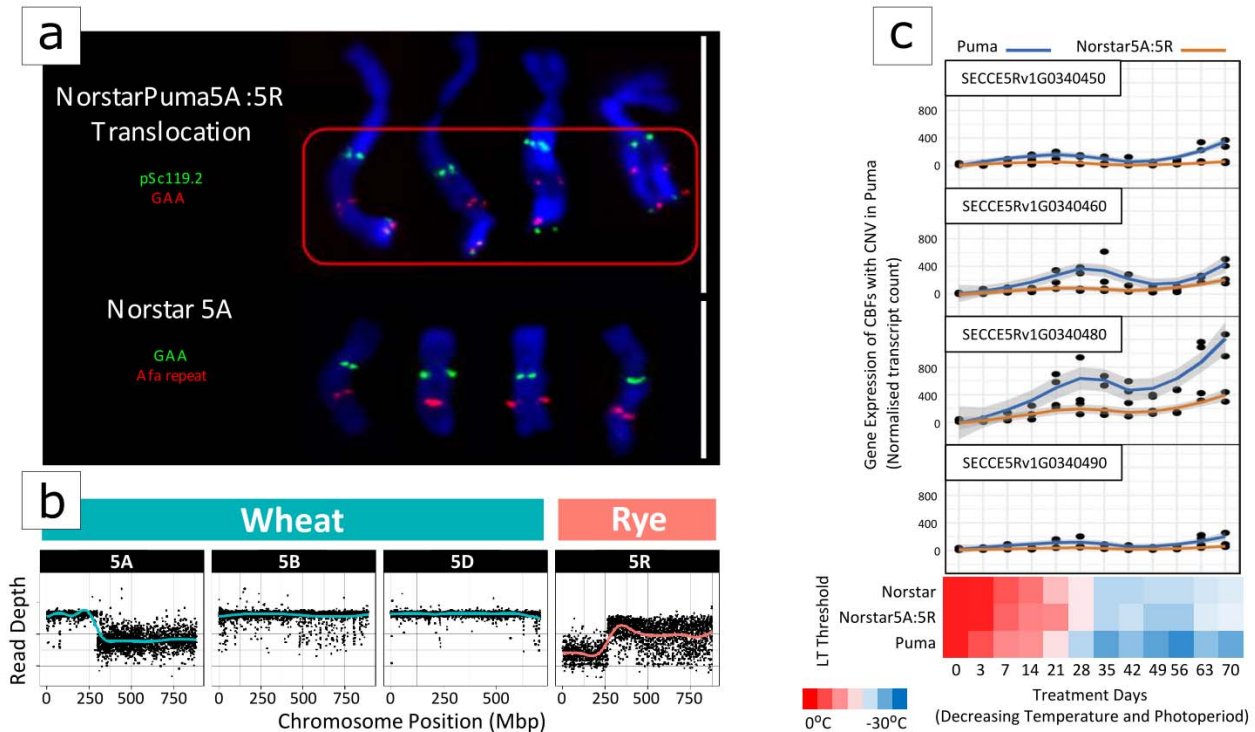 a
NorstarPuma5A :5R
Translocation
pSc119.2
GAA
Norstar 5A
GAA
Afa repeat
b
Wheat
Rye
5A
5B
5D
5R
Read Depth
0 250 750
0 250 750
0 500
0 250 500 750
Chromosome Position (Mbp)
c
Puma
Norstar5A:5R
Gene Expression of CBFs with CNV in Puma
(Normalised transcript count)
SECCE5Rv1G0340450
800
400
0
SECCE5Rv1G0340460
800
400
0
SECCE5Rv1G0340480
800
400
0
SECCE5Rv1G0340490
800
400
0
LT Threshold
Norstar
Norstar5A:5R
Puma
0 3 7 14 21 28 35 42 49 56 63 70
Treatment Days
(Decreasing Temperature and Photoperiod)
0°C -30°C